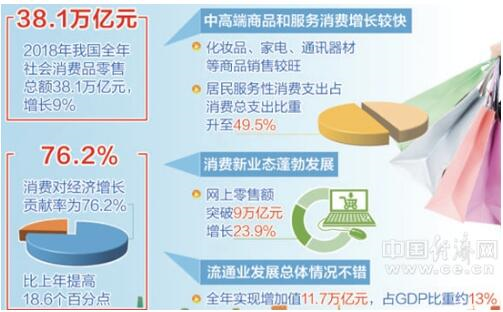 38.1万亿元
2018年我国全年
社会消费品零售
总额38.1万亿元,
增长9%
76.2%
消费对经济增长
贡献率为76.2%
比上年提高
18.6个百分点
中高端商品和服务消费增长较快
化妆品、家电、通讯器材
等商品销售较旺
居民服务性消费支出占
消费总支出比重
升至49.5%
消费新业态蓬勃发展
网上零售额
突破9万亿元
增长23.9%
流通业发展总体情况不错
全年实现增加值11.7万亿元，占GDP比重约13%
中国经济网
www.ce.cn